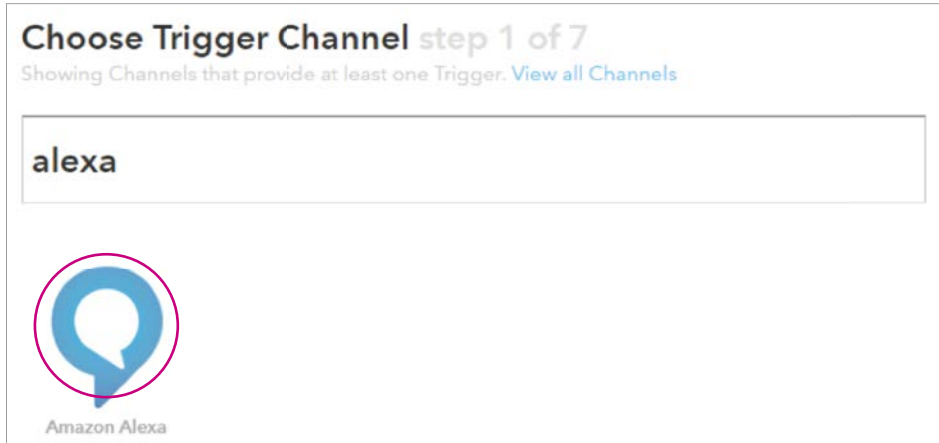 Choose Trigger Channel step 1 of 7
Showing Channels that provide at least one Trigger. View all Channels
alexa
Amazon Alexa